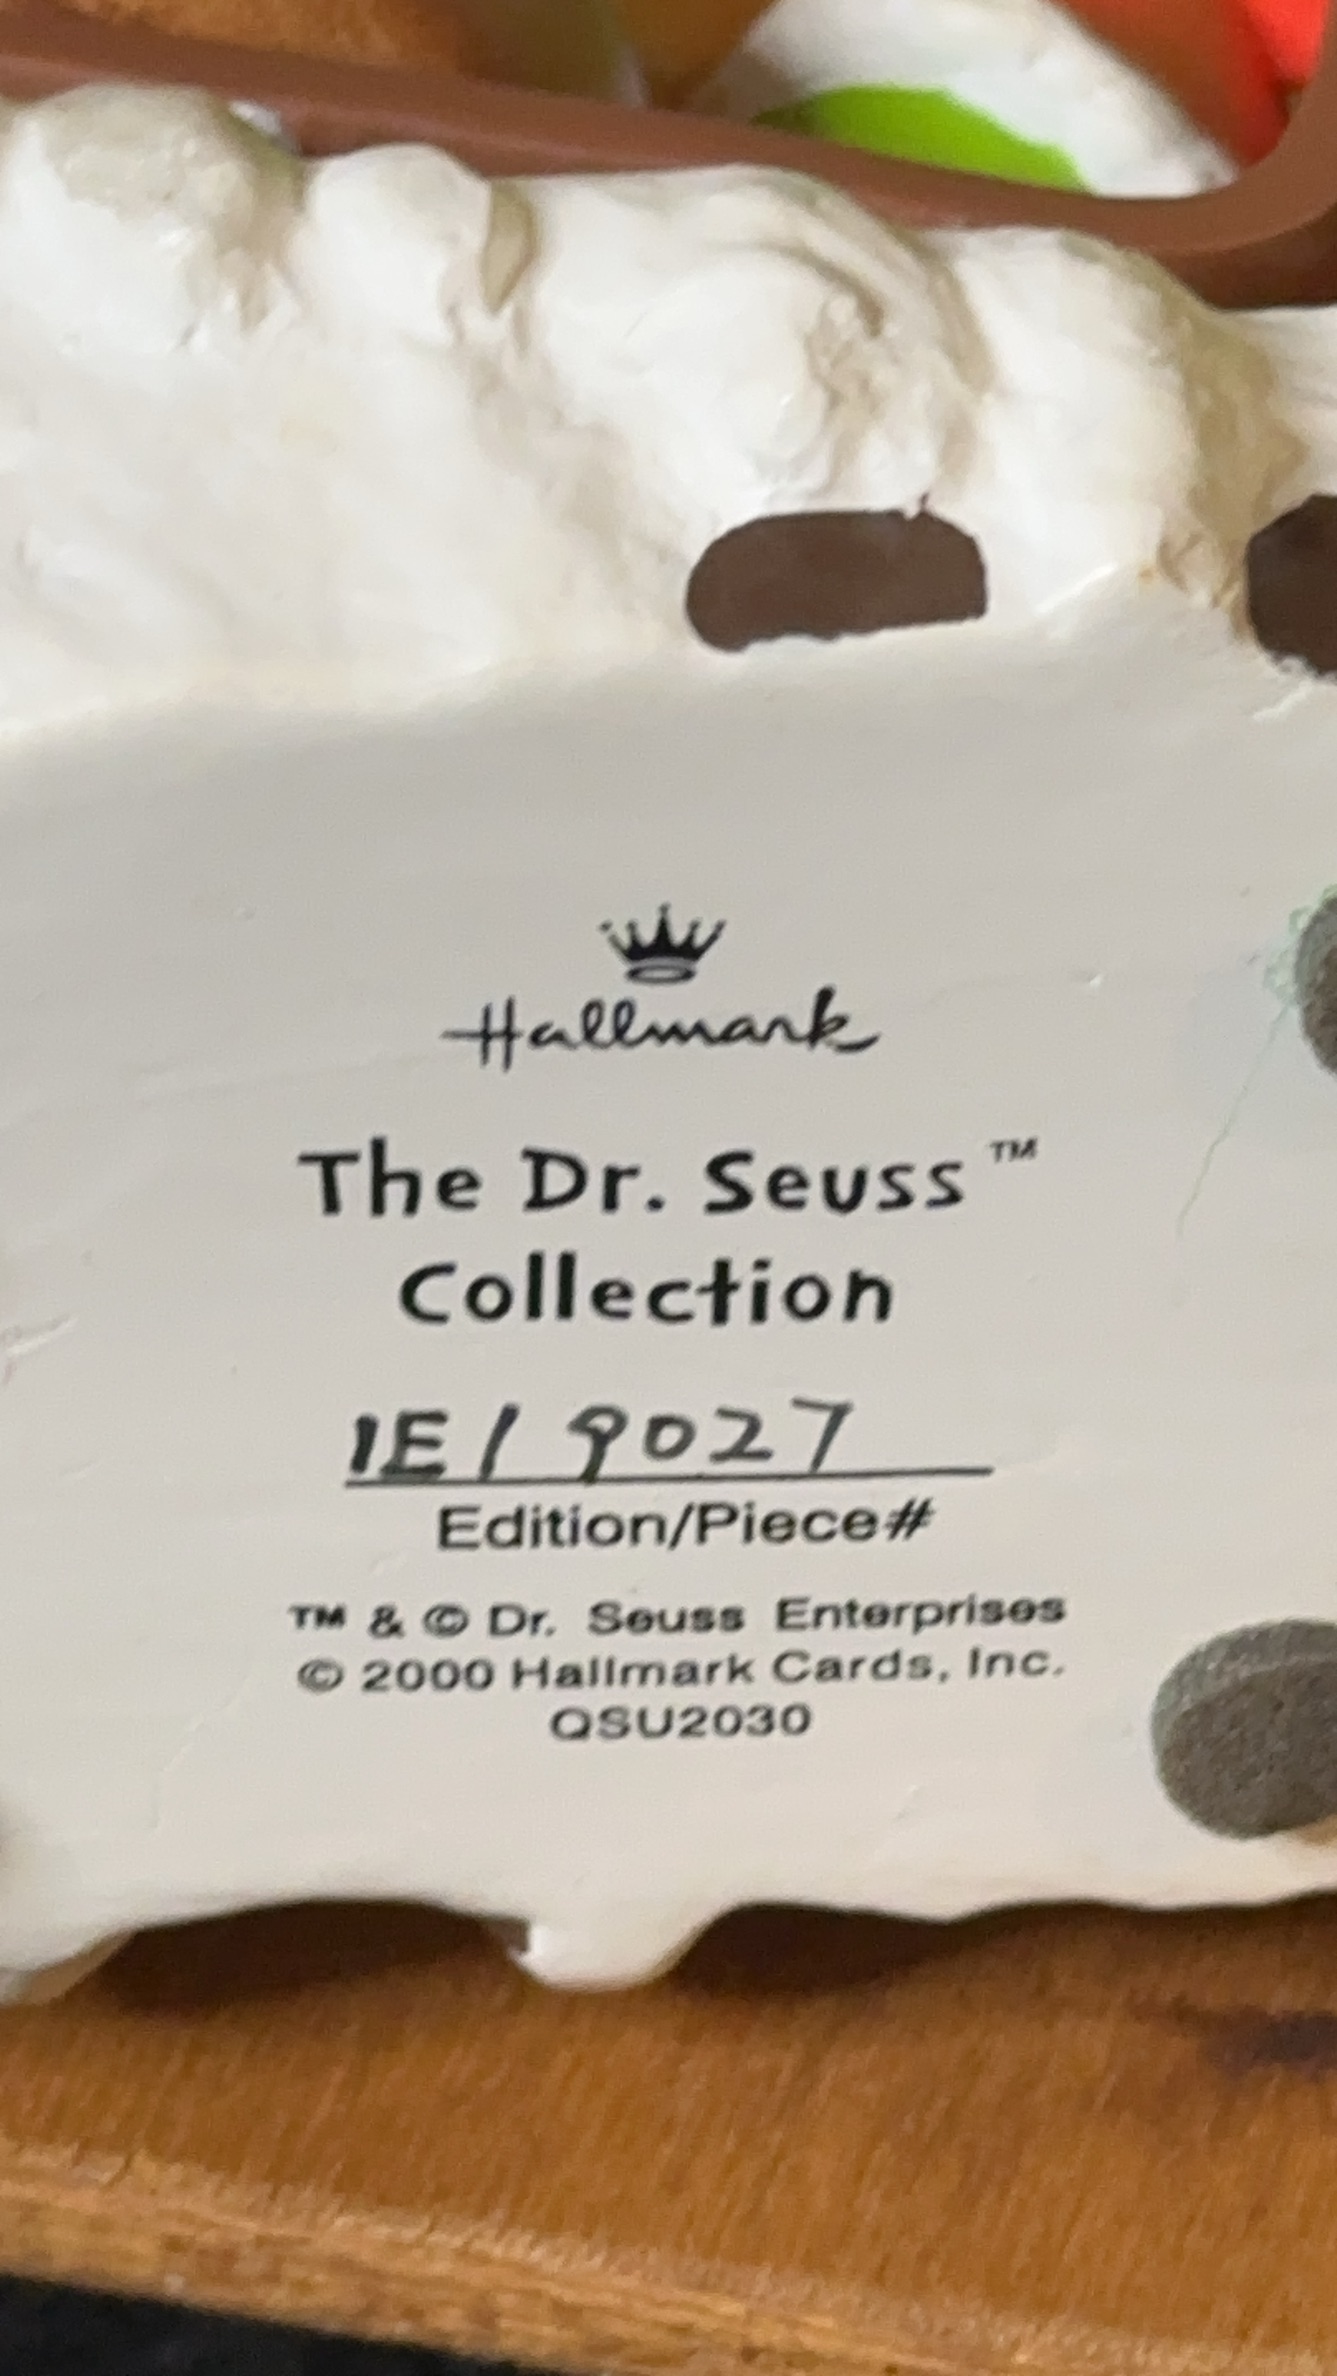 Hallmark
The Dr. Seuss™
Collection
1E/9027
Edition/Piece#
™ & © Dr. Seuss Enterprises
© 2000 Hallmark Cards, Inc.
QSU2030